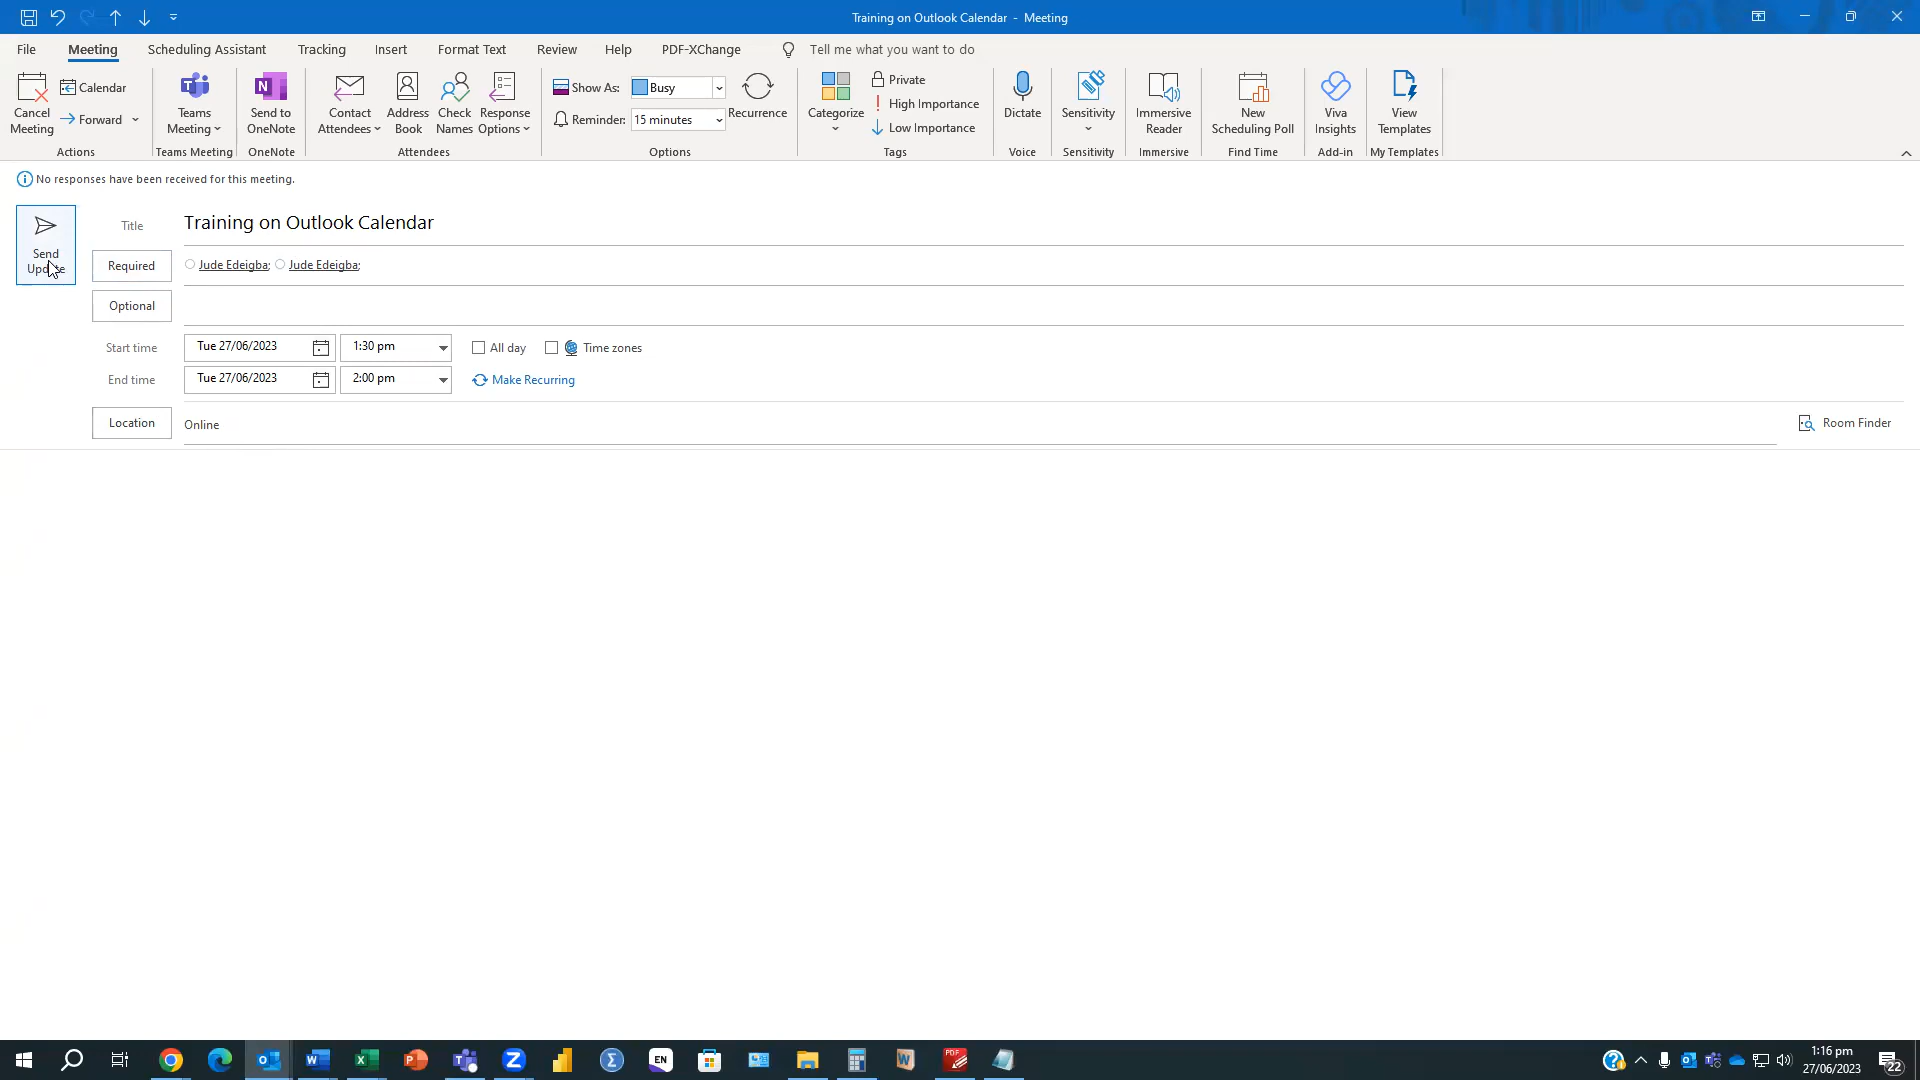 Training on Outlook Calendar - Meeting
File Meeting Scheduling Assistant Tracking Insert Format Text Review Help PDF-XChange Tell me what you want to do
Cancel Meeting
Calendar
Forward
Actions
Teams Meeting
Teams Meeting
Send to OneNote
OneNote
Contact Attendees
Address Book
Check Names
Response Options
Attendees
Show As: Busy
Reminder: 15 minutes
Recurrence
Options
Categorize
Private
High Importance
Low Importance
Tags
Dictate
Voice
Sensitivity
Sensitivity
Immersive Reader
Immersive
New Scheduling Poll
Find Time
Viva Insights
Add-in
View Templates
My Templates
No responses have been received for this meeting.
Send
Update
Title Training on Outlook Calendar
Required Jude Edeigba; Jude Edeigba;
Optional
Start time Tue 27/06/2023 1:30 pm All day Time zones
End time Tue 27/06/2023 2:00 pm Make Recurring
Location Online Room Finder
EN
PDF
1:16 pm
27/06/2023
22